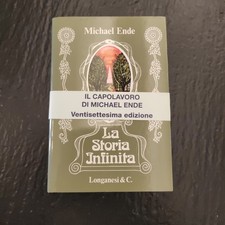 Michael Ende
IL CAPOLAVORO
DI MICHAEL ENDE
Ventisettesima edizione
La
Storia
Infinita
Longanesi & C.